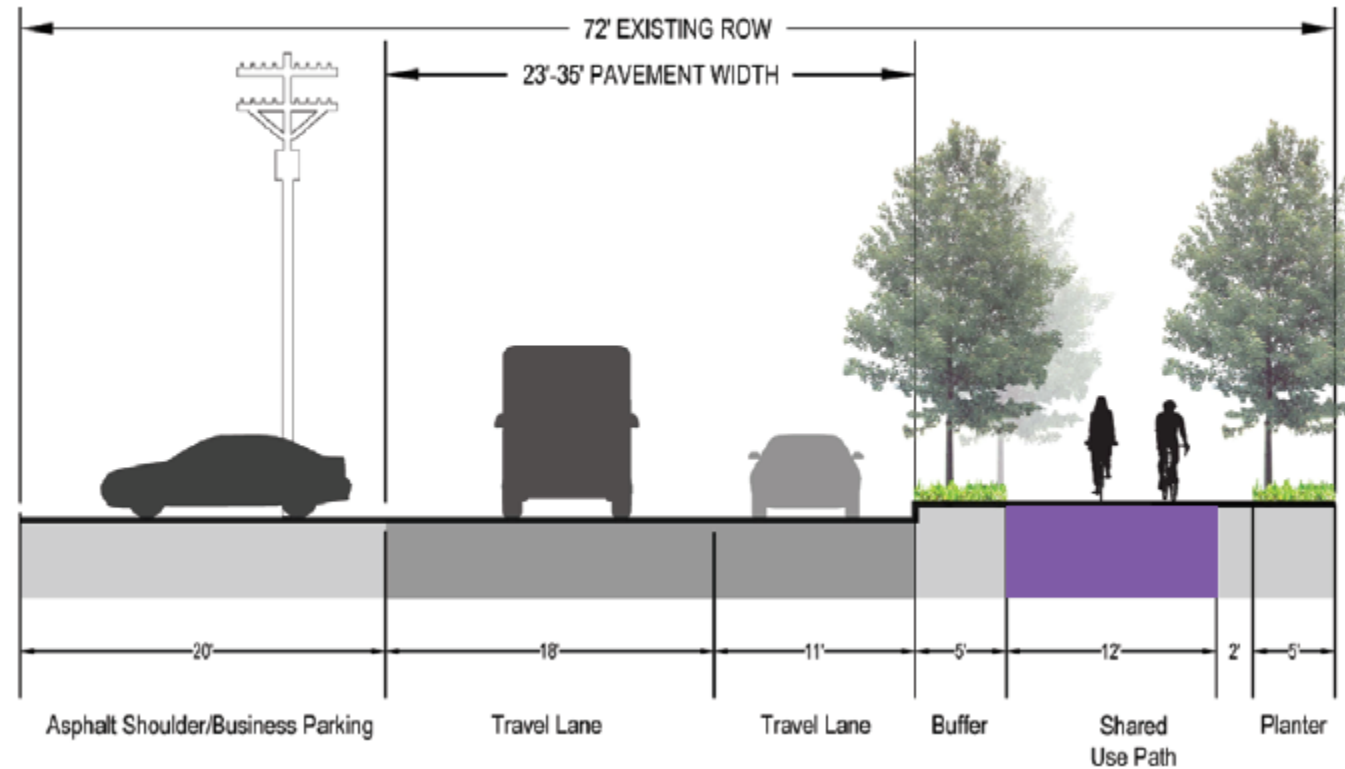 72' EXISTING ROW
23'-35' PAVEMENT WIDTH
20' 18' 11' 5' 12' 2' 5'
Asphalt Shoulder/Business Parking Travel Lane Travel Lane Buffer Shared Planter
Use Path